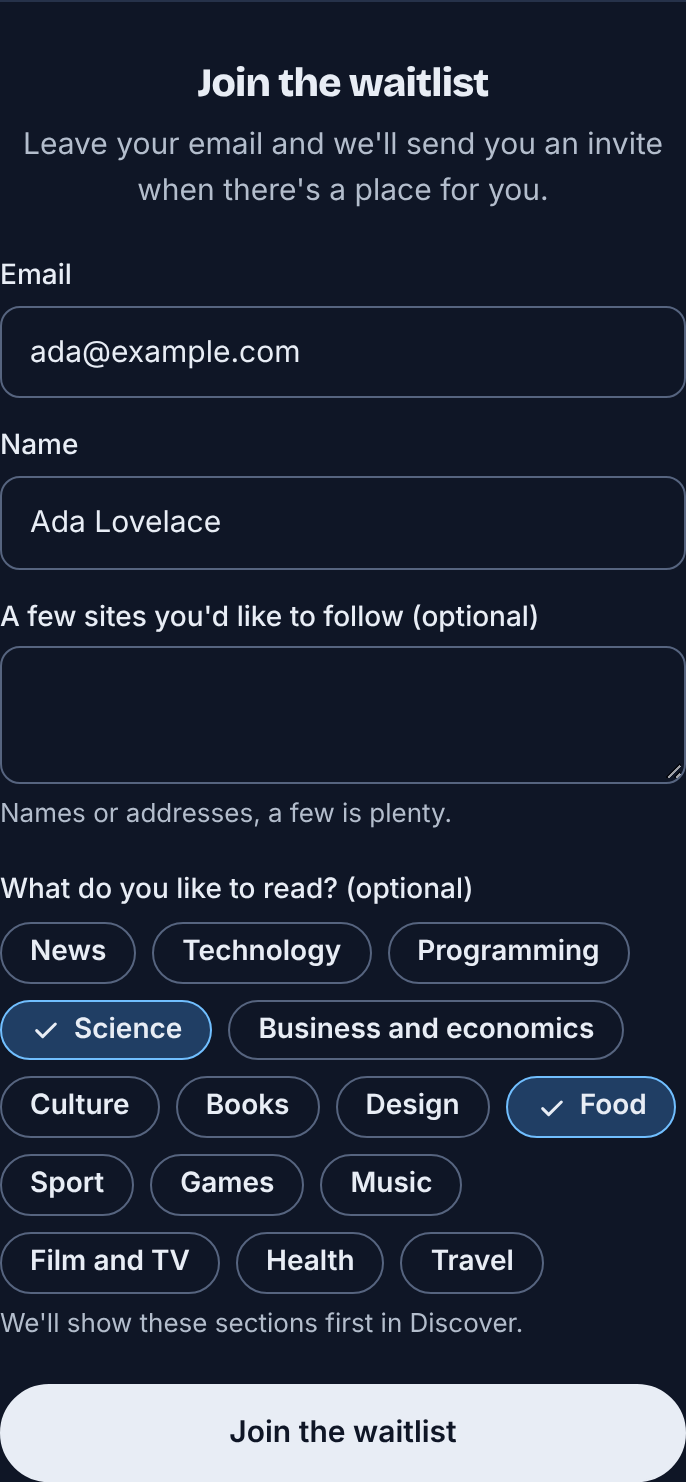 Join the waitlist
Leave your email and we'll send you an invite
when there's a place for you.
Email
ada@example.com
Name
Ada Lovelace
A few sites you'd like to follow (optional)
Names or addresses, a few is plenty.
What do you like to read? (optional)
News Technology Programming
Science Business and economics
Culture Books Design Food
Sport Games Music
Film and TV Health Travel
We'll show these sections first in Discover.
Join the waitlist